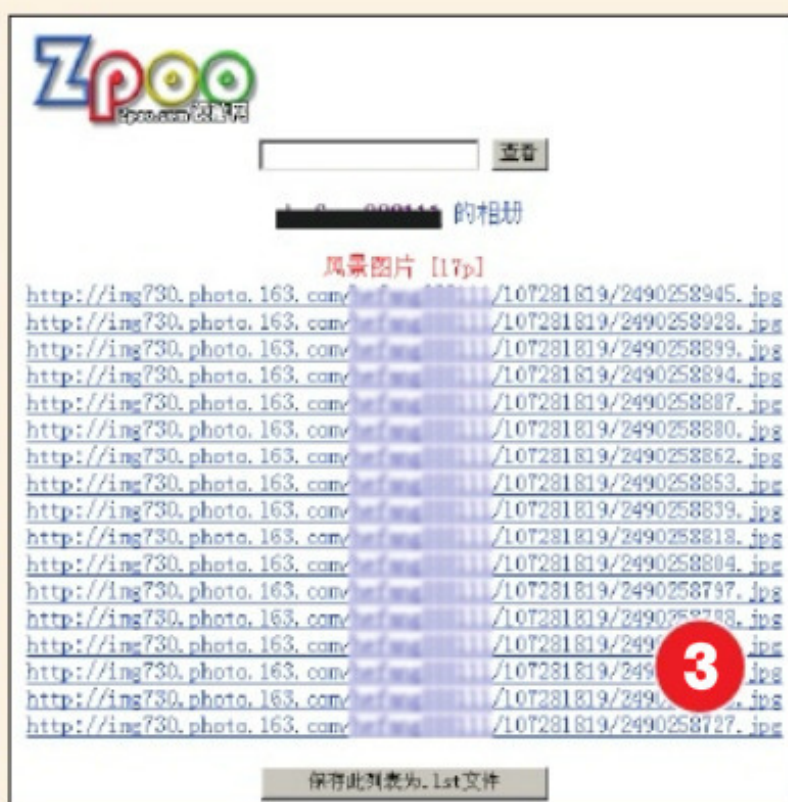 Zpoo
Zpoo.com
查看
的相册
风景图片 [17p]
http://img730.photo.163.com/ /107281819/2490258945.jpg
http://img730.photo.163.com/ /107281819/2490258928.jpg
http://img730.photo.163.com/ /107281819/2490258899.jpg
http://img730.photo.163.com/ /107281819/2490258894.jpg
http://img730.photo.163.com/ /107281819/2490258887.jpg
http://img730.photo.163.com/ /107281819/2490258880.jpg
http://img730.photo.163.com/ /107281819/2490258862.jpg
http://img730.photo.163.com/ /107281819/2490258853.jpg
http://img730.photo.163.com/ /107281819/2490258839.jpg
http://img730.photo.163.com/ /107281819/2490258818.jpg
http://img730.photo.163.com/ /107281819/2490258804.jpg
http://img730.photo.163.com/ /107281819/2490258797.jpg
http://img730.photo.163.com/ /107281819/2490258788.jpg
http://img730.photo.163.com/ /107281819/2490 .jpg
http://img730.photo.163.com/ /107281819/249 .jpg
http://img730.photo.163.com/ /107281819/2490 .jpg
http://img730.photo.163.com/ /107281819/2490258727.jpg
3
保存此列表为.lst文件